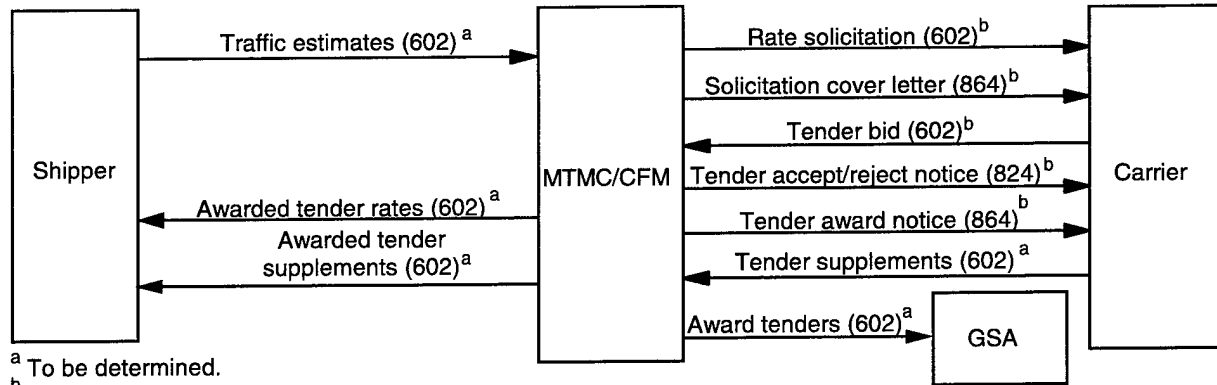 Traffic estimates (602) a
Rate solicitation (602) b
Solicitation cover letter (864) b
Tender bid (602) b
Shipper
MTMC/CFM
Tender accept/reject notice (824) b
Carrier
Awarded tender rates (602) a
Tender award notice (864) b
Awarded tender
supplements (602) a
Tender supplements (602) a
Award tenders (602) a
GSA
a To be determined.
b